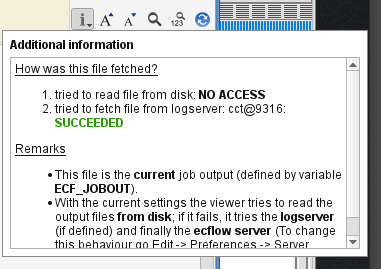 i A A 123
Additional information
How was this file fetched?
1. tried to read file from disk: NO ACCESS
2. tried to fetch file from logserver: cct@9316:
SUCCEEDED
Remarks
•This file is the current job output (defined by variable
ECF_JOBOUT).
•With the current settings the viewer tries to read the
output files from disk; if it fails, it tries the logserver
(if defined) and finally the ecflow server (To change
this behaviour go Edit -> Preferences -> Server